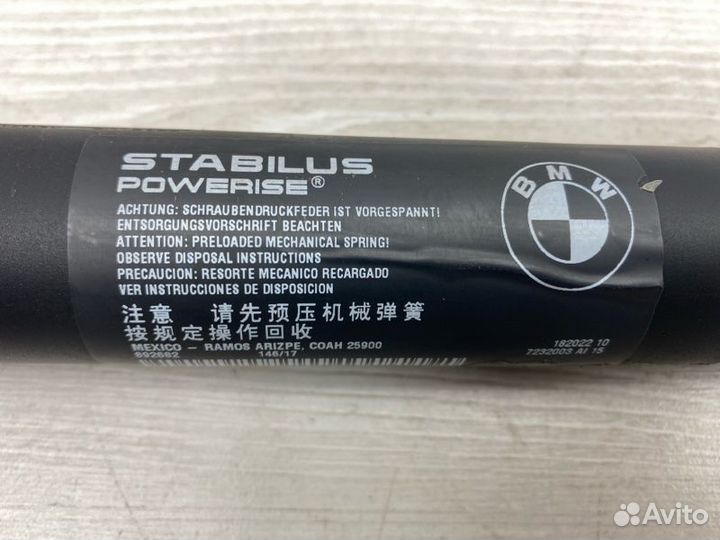 STABILUS
POWERISE®
ACHTUNG: SCHRAUBENDRUCKFEDER IST VORGESPANNT!
ENTSORGUNGSVORSCHRIFT BEACHTEN
ATTENTION: PRELOADED MECHANICAL SPRING!
OBSERVE DISPOSAL INSTRUCTIONS
PRECAUCION: RESORTE MECANICO RECARGADO
VER INSTRUCCIONES DE DISPOSICION
注意 请先预压机械弹簧
按规定操作回收
MEXICO - RAMOS ARIZPE, COAH 25900
892682 146/17
BMW
182022 10
7232003 AI 15
Avito